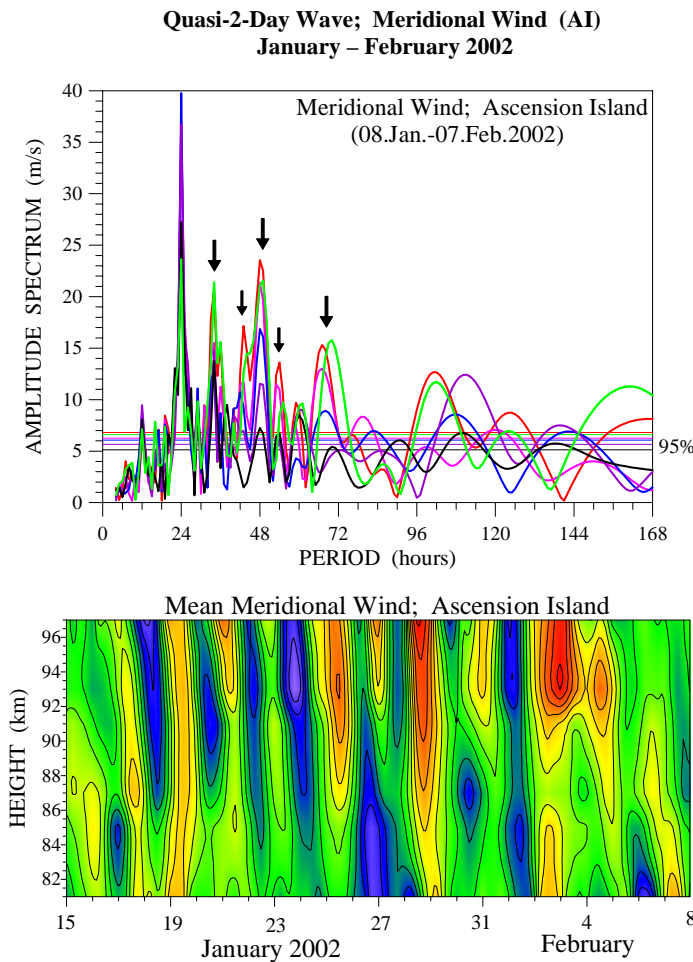 Quasi-2-Day Wave; Meridional Wind (AI)
January – February 2002
Meridional Wind; Ascension Island
(08.Jan.-07.Feb.2002)
AMPLITUDE SPECTRUM (m/s)
40
35
30
25
20
15
10
5
0
95%
0 24 48 72 96 120 144 168
PERIOD (hours)
Mean Meridional Wind; Ascension Island
HEIGHT (km)
96
94
92
90
88
86
84
82
15 19 23 27 31 4 8
January 2002 February